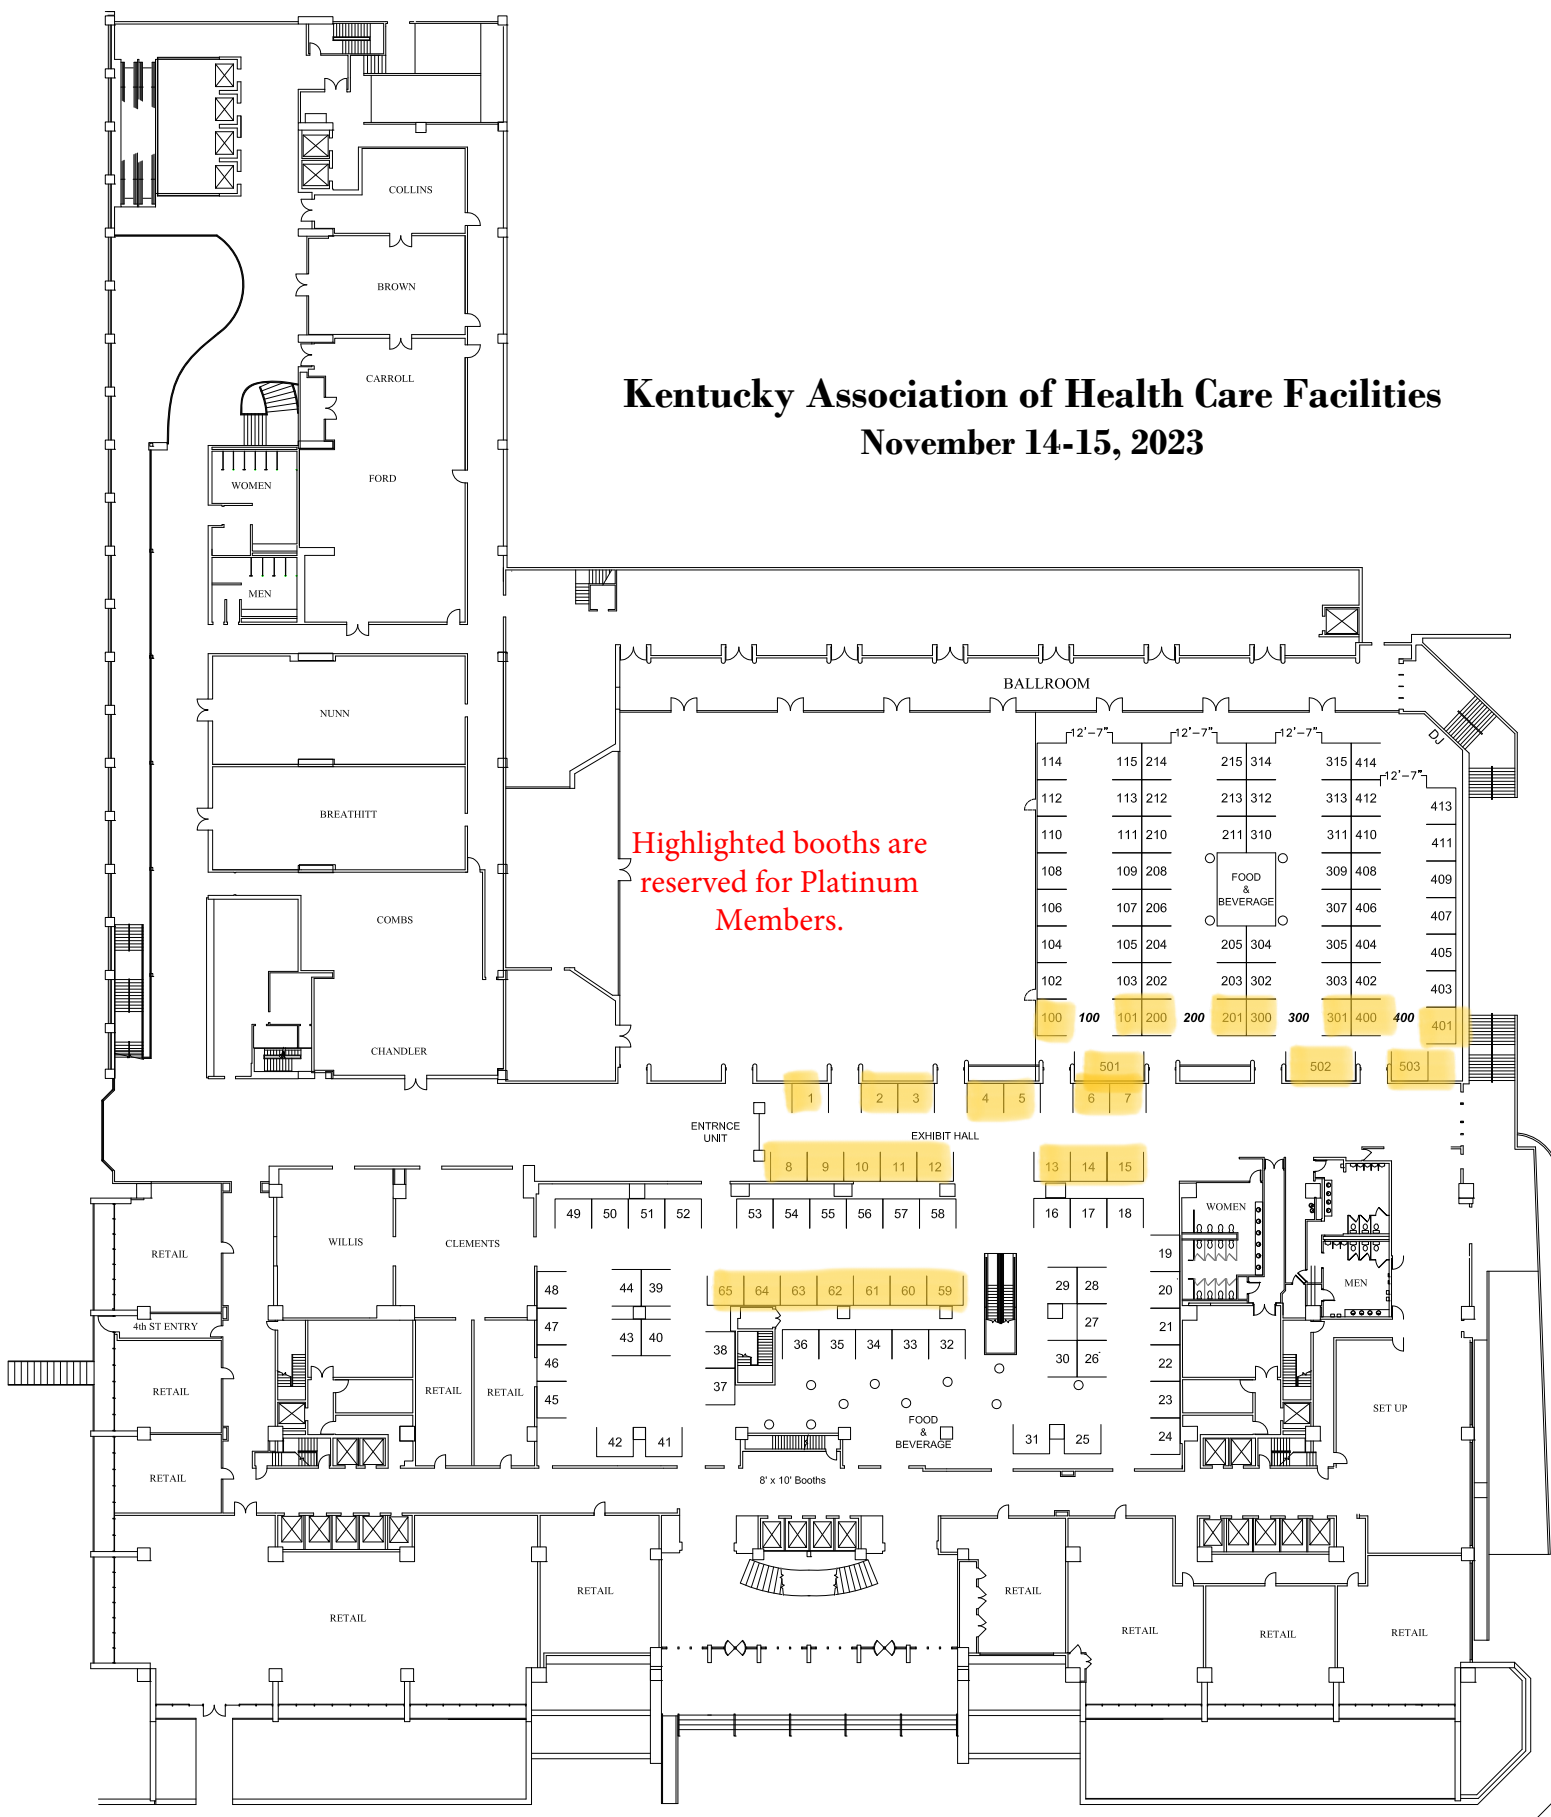 COLLINS
BROWN
CARROLL
Kentucky Association of Health Care Facilities
November 14-15, 2023
FORD
WOMEN
MEN
BALLROOM
NUNN
BREATHITT
COMBS
CHANDLER
DJ
12'-7" 12'-7" 12'-7"
12'-7"
Highlighted booths are
reserved for Platinum
Members.
114 115 214 215 314 315 414
112 113 212 213 312 313 412 413
110 111 210 211 310 311 410 411
108 109 208 309 408 409
FOOD
&
BEVERAGE
106 107 206 307 406 407
104 105 204 205 304 305 404 405
102 103 202 203 302 303 402 403
100 100 101 200 200 201 300 300 301 400 400 401
501 502 503
1 2 3 4 5 6 7
ENTRNCE
UNIT
EXHIBIT HALL
8 9 10 11 12 13 14 15
49 50 51 52 53 54 55 56 57 58 16 17 18
WOMEN
MEN
WILLIS
CLEMENTS
RETAIL
19
48 44 39 65 64 63 62 61 60 59 29 28 20
4th ST ENTRY
47 43 40 38 36 35 34 33 32 27 21
46 30 26 22
RETAIL
RETAIL
RETAIL
45 37 23
SET UP
42 41 31 25 24
FOOD
&
BEVERAGE
RETAIL
8' x 10' Booths
RETAIL
RETAIL
RETAIL
RETAIL
RETAIL
RETAIL